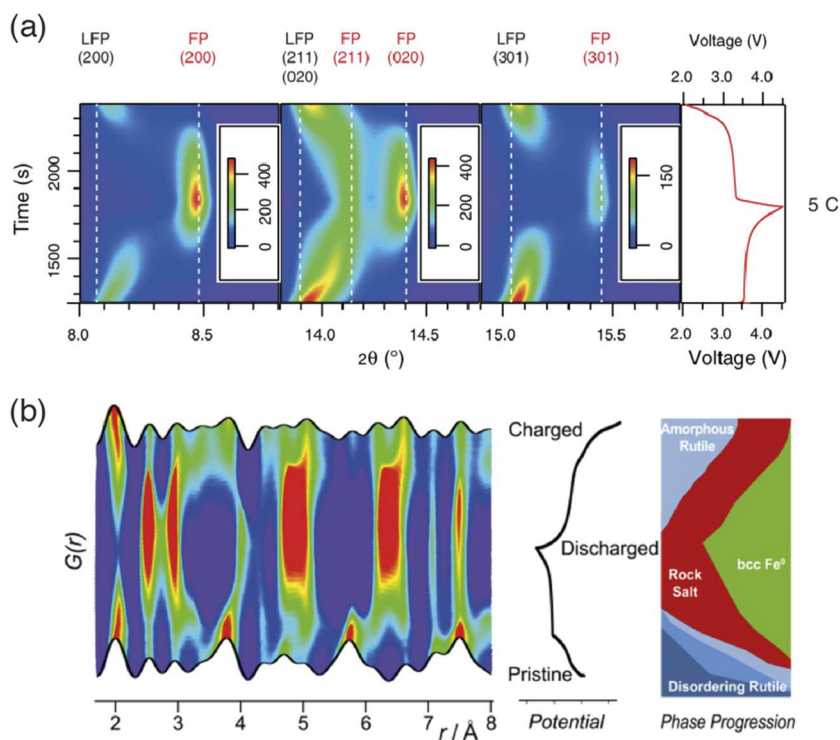 (a)
LFP FP LFP FP FP LFP FP
(200) (200) (211) (211) (020) (301) (301)
(020)
Voltage (V)
2.0 3.0 4.0
Time (s)
2000
1500
0 200 400
0 200 400
0 50 150
5 C
8.0 8.5 14.0 14.5 15.0 15.5
2.0 3.0 4.0
2θ (°)
Voltage (V)
(b)
G(r)
Charged
Discharged
Pristine
Amorphous
Rutile
bcc Fe⁰
Rock
Salt
Disordering Rutile
2 3 4 5 6 7 8
r / Å
Potential
Phase Progression